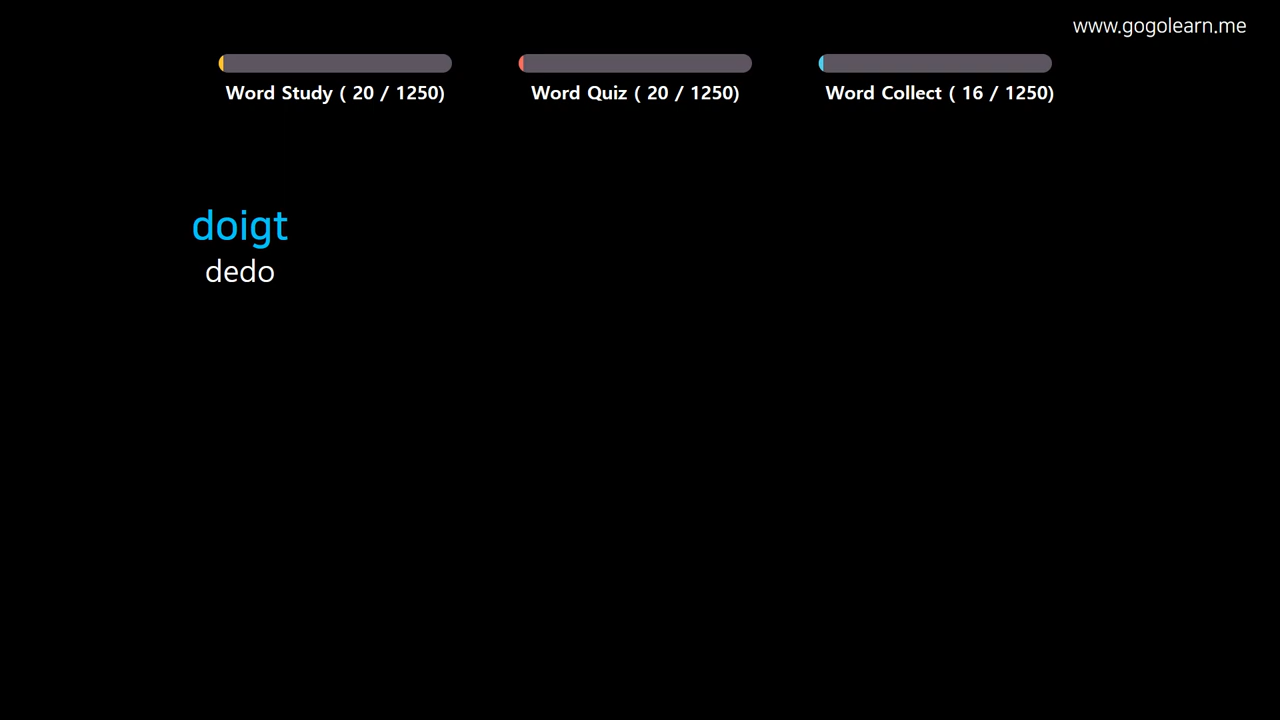 www.gogolearn.me
Word Study ( 20 / 1250)
Word Quiz ( 20 / 1250)
Word Collect ( 16 / 1250)
doigt
dedo